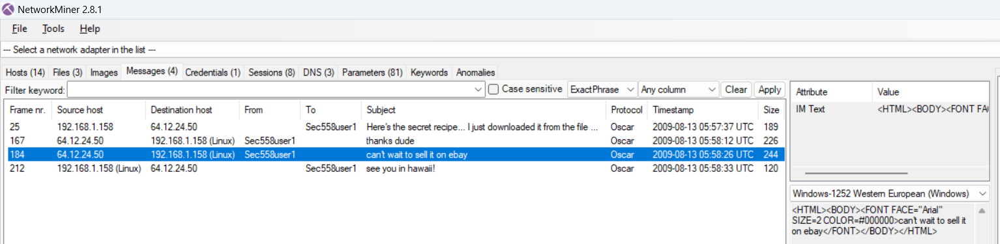 NetworkMiner 2.8.1
File Tools Help
--- Select a network adapter in the list ---
Hosts (14) Files (3) Images Messages (4) Credentials (1) Sessions (8) DNS (3) Parameters (81) Keywords Anomalies
Filter keyword: Case sensitive ExactPhrase Any column Clear Apply
Frame nr. Source host Destination host From To Subject Protocol Timestamp Size
25 192.168.1.158 64.12.24.50 Sec558user1 Here's the secret recipe... I just downloaded it from the file ... Oscar 2009-08-13 05:57:37 UTC 189
167 64.12.24.50 192.168.1.158 (Linux) Sec558user1 thanks dude Oscar 2009-08-13 05:58:12 UTC 226
184 64.12.24.50 192.168.1.158 (Linux) Sec558user1 can't wait to sell it on ebay Oscar 2009-08-13 05:58:26 UTC 244
212 192.168.1.158 (Linux) 64.12.24.50 Sec558user1 see you in hawaii! Oscar 2009-08-13 05:58:33 UTC 120
Attribute Value
IM Text <HTML><BODY><FONT FA
Windows-1252 Western European (Windows)
<HTML><BODY><FONT FACE="Arial"
SIZE=2 COLOR=#000000>can't wait to sell it
on ebay</FONT></BODY></HTML>